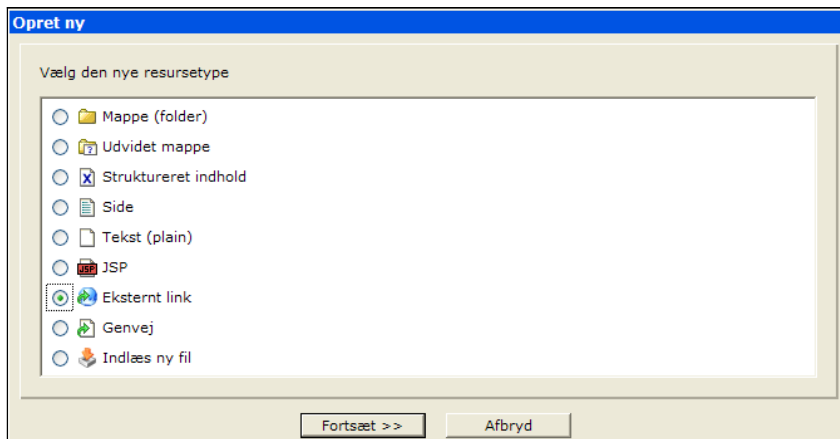 Opret ny
Vælg den nye resursetype
Mappe (folder)
Udvidet mappe
Struktureret indhold
Side
Tekst (plain)
JSP JSP
Eksternt link
Genvej
Indlæs ny fil
Fortsæt >> Afbryd